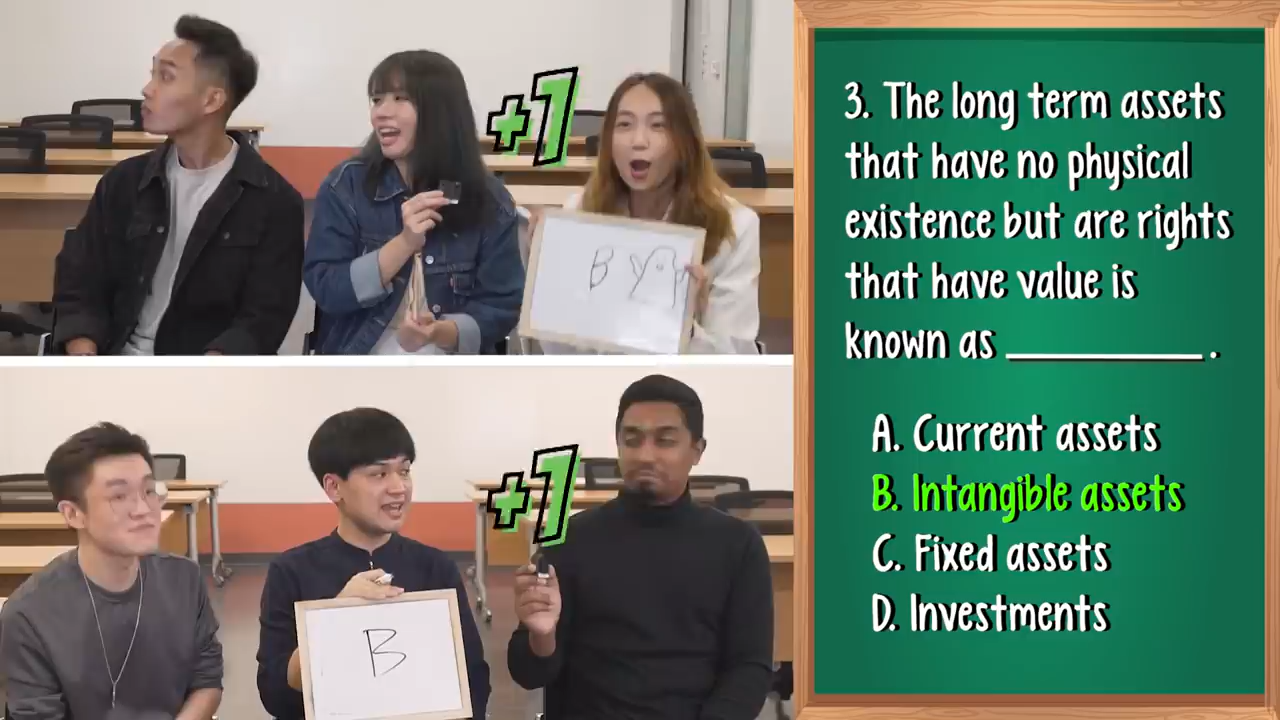 +1
B
+1
B
3. The long term assets
that have no physical
existence but are rights
that have value is
known as __________.
A. Current assets
B. Intangible assets
C. Fixed assets
D. Investments